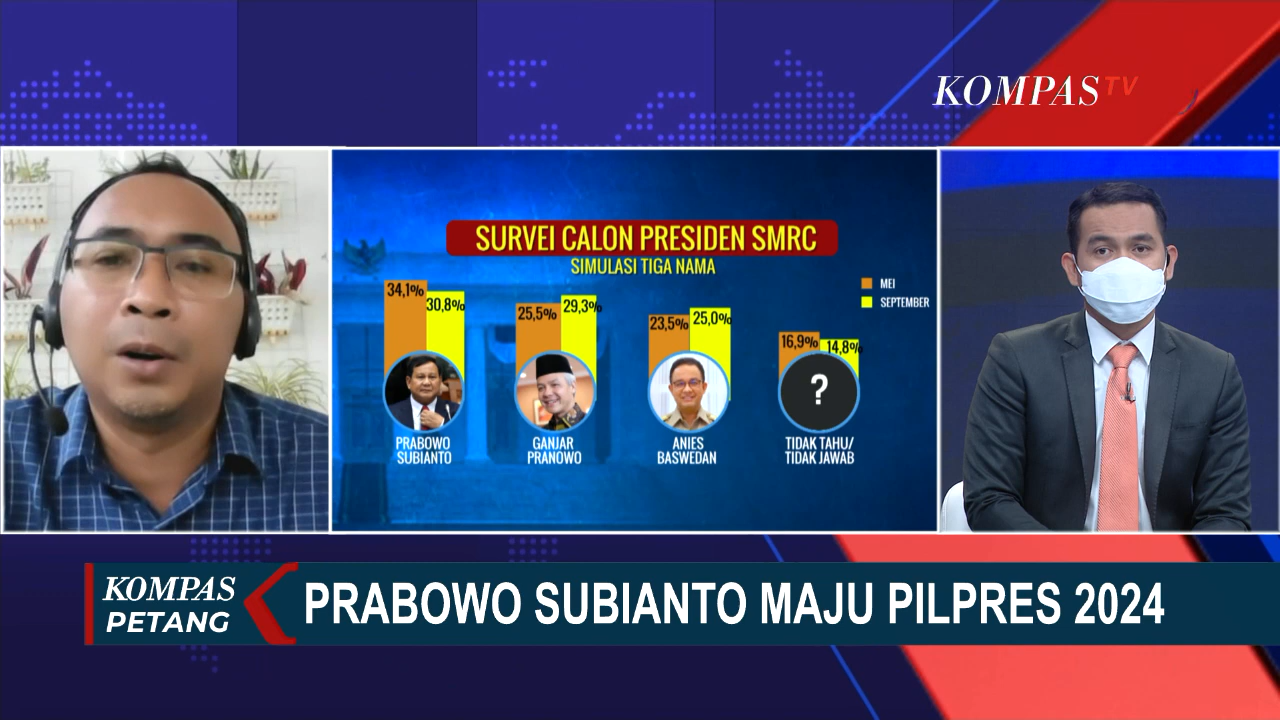 KOMPASTV
SURVEI CALON PRESIDEN SMRC
SIMULASI TIGA NAMA
MEI
SEPTEMBER
34,1%
30,8%
25,5%
29,3%
23,5%
25,0%
16,9%
14,8%
?
PRABOWO
SUBIANTO
GANJAR
PRANOWO
ANIES
BASWEDAN
TIDAK TAHU/
TIDAK JAWAB
KOMPAS
PETANG
PRABOWO SUBIANTO MAJU PILPRES 2024